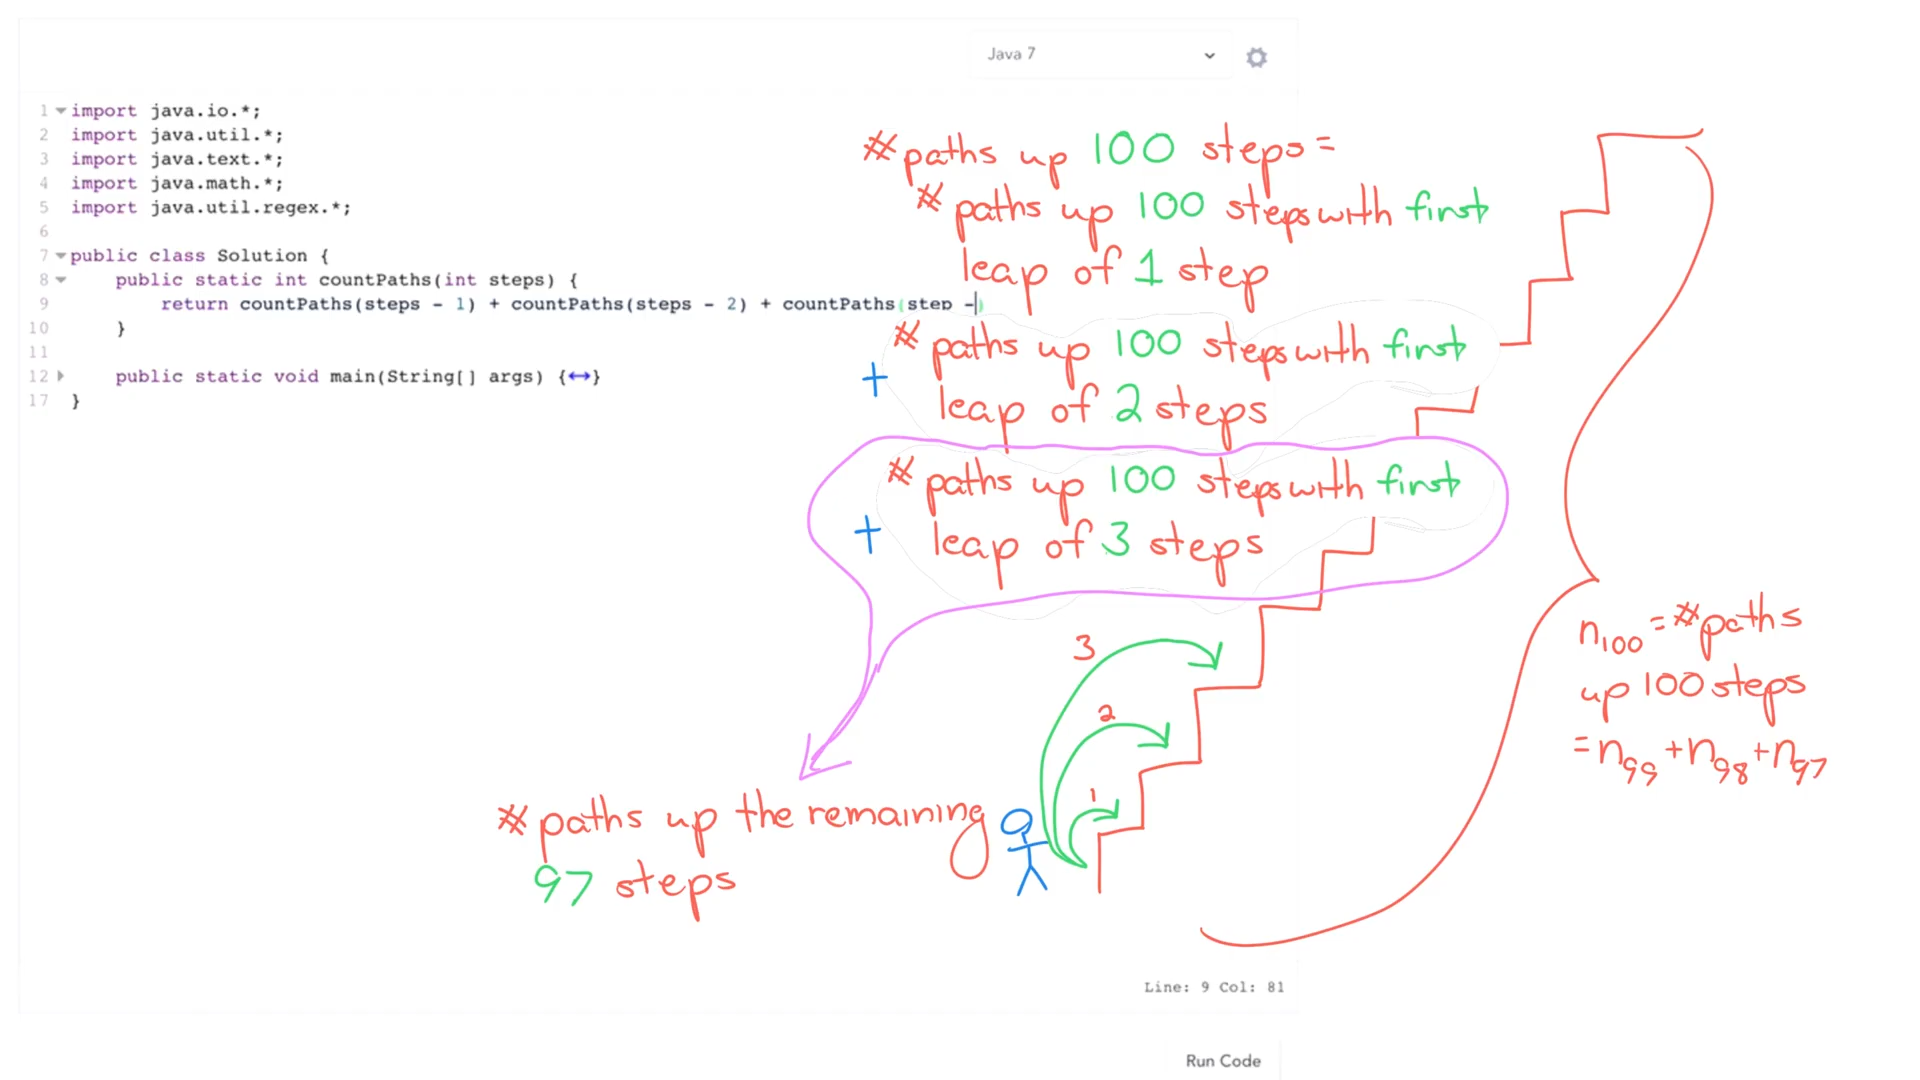 Java 7
1 import java.io.*;
2 import java.util.*;
3 import java.text.*;
4 import java.math.*;
5 import java.util.regex.*;
6
7 public class Solution {
8 public static int countPaths(int steps) {
9 return countPaths(steps - 1) + countPaths(steps - 2) + countPaths(step -)
10 }
11
12 public static void main(String[] args) {↔}
17 }
# paths up 100 steps =
# paths up 100 steps with first
leap of 1 step
# paths up 100 steps with first
+ leap of 2 steps
# paths up 100 steps with first
+ leap of 3 steps
3
2
1
# paths up the remaining
97 steps
n100 = # paths
up 100 steps
= n99 + n98 + n97
Line: 9 Col: 81
Run Code